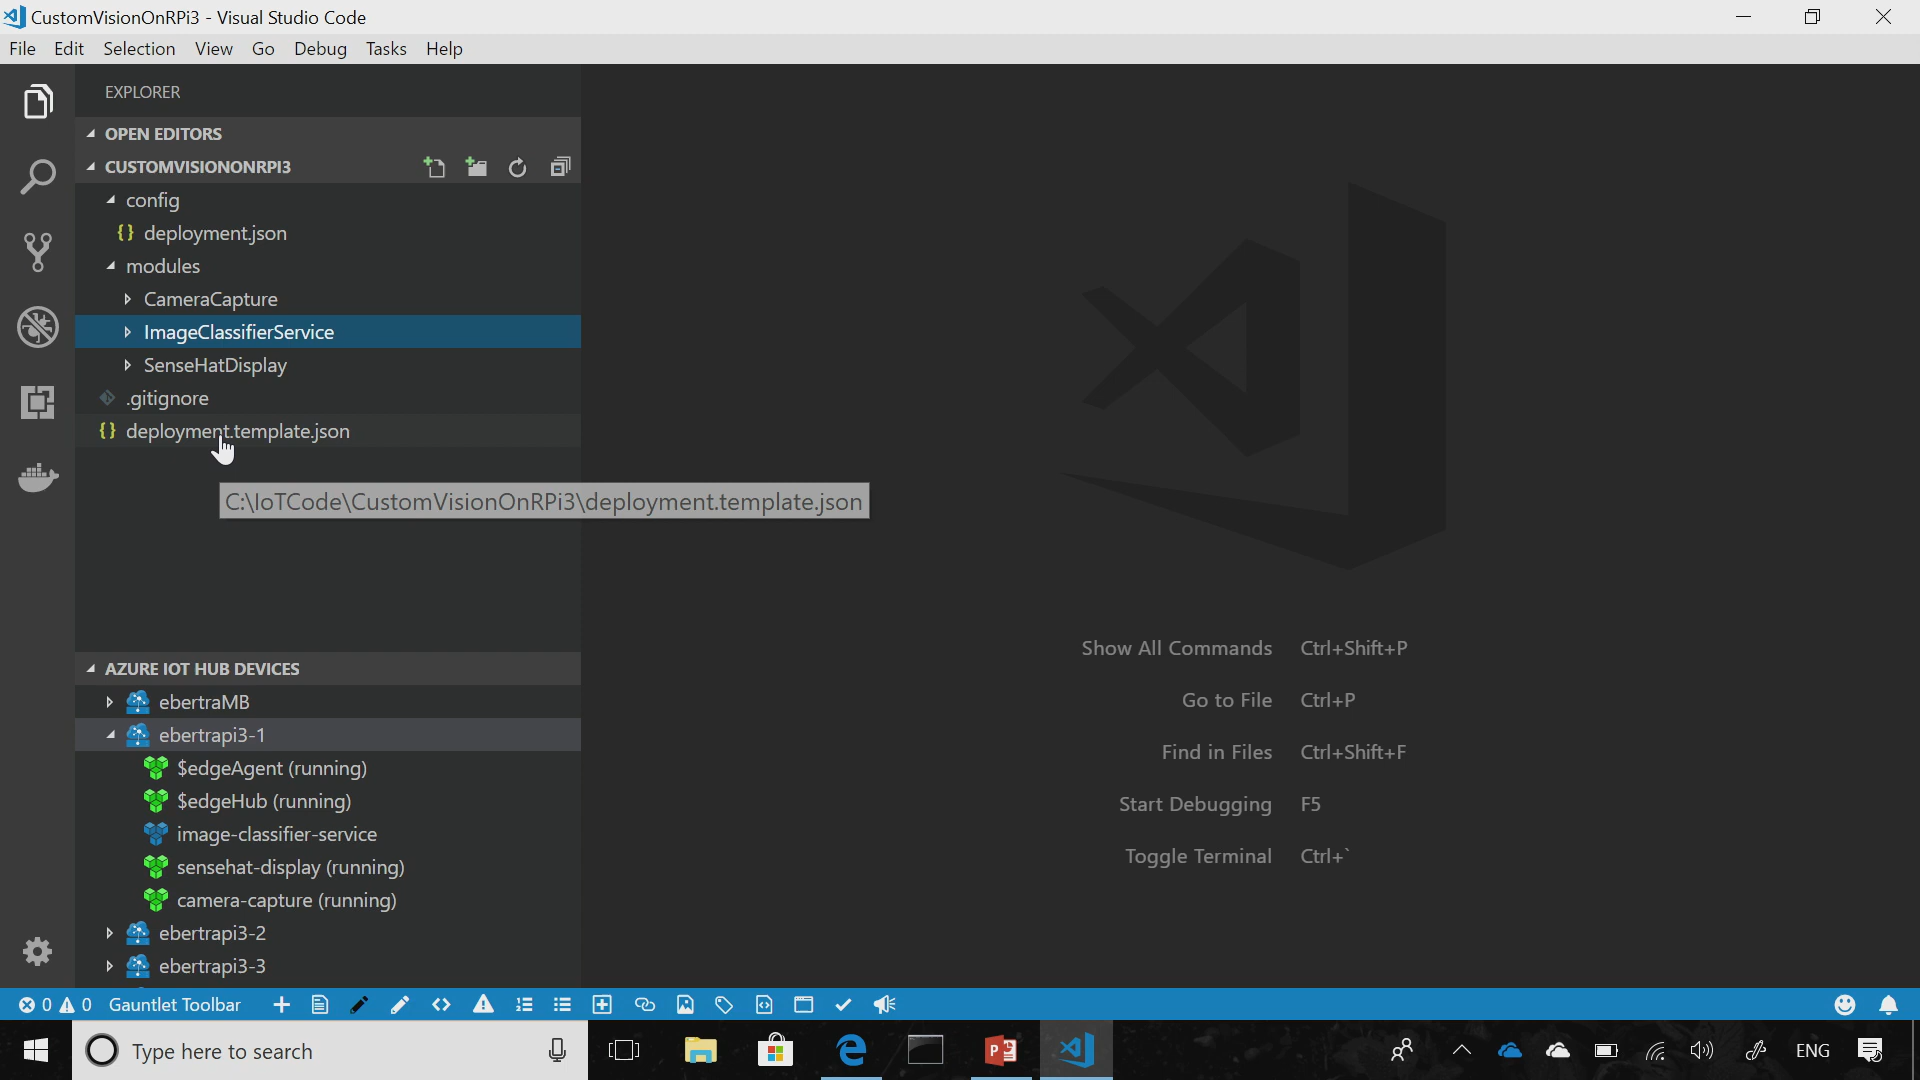 CustomVisionOnRPi3 - Visual Studio Code
File Edit Selection View Go Debug Tasks Help
EXPLORER
OPEN EDITORS
CUSTOMVISIONONRPI3
config
{} deployment.json
modules
CameraCapture
ImageClassifierService
SenseHatDisplay
.gitignore
{} deployment.template.json
C:\IoTCode\CustomVisionOnRPi3\deployment.template.json
Show All Commands Ctrl+Shift+P
Go to File Ctrl+P
Find in Files Ctrl+Shift+F
Start Debugging F5
Toggle Terminal Ctrl+`
AZURE IOT HUB DEVICES
ebertraMB
ebertrapi3-1
$edgeAgent (running)
$edgeHub (running)
image-classifier-service
sensehat-display (running)
camera-capture (running)
ebertrapi3-2
ebertrapi3-3
0 0 Gauntlet Toolbar
Type here to search
ENG